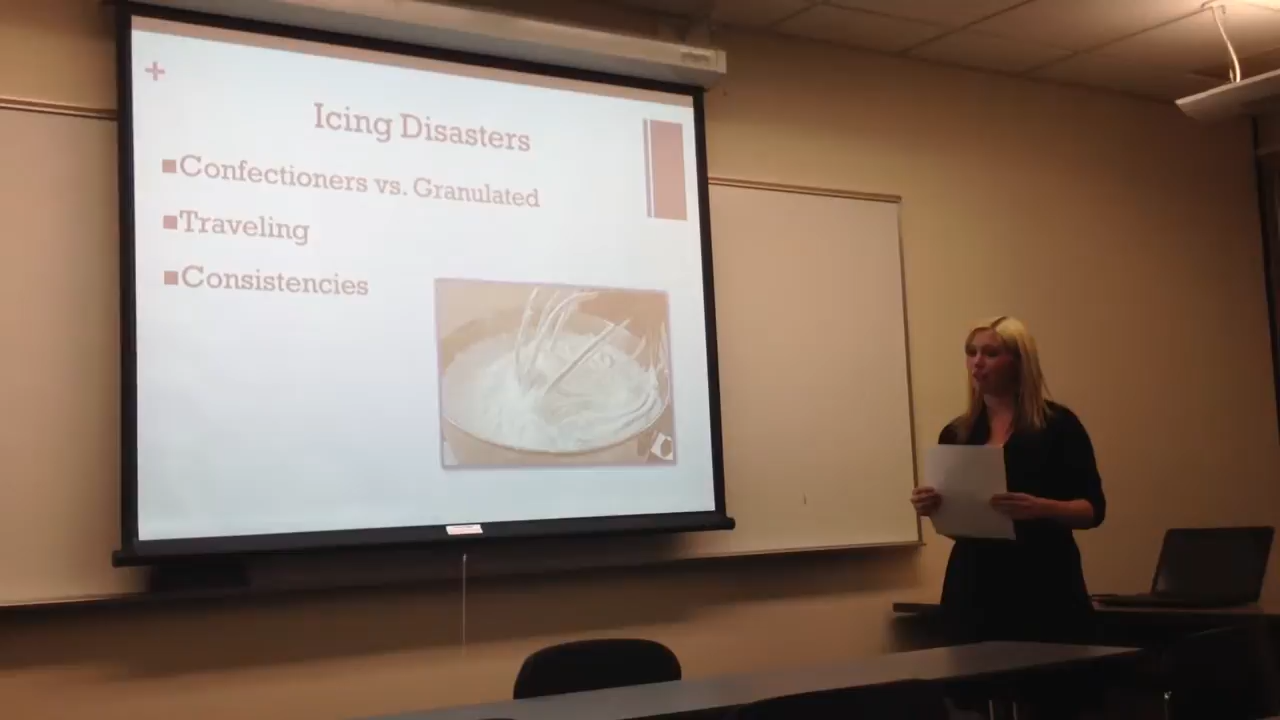 Icing Disasters
Confectioners vs. Granulated
Traveling
Consistencies